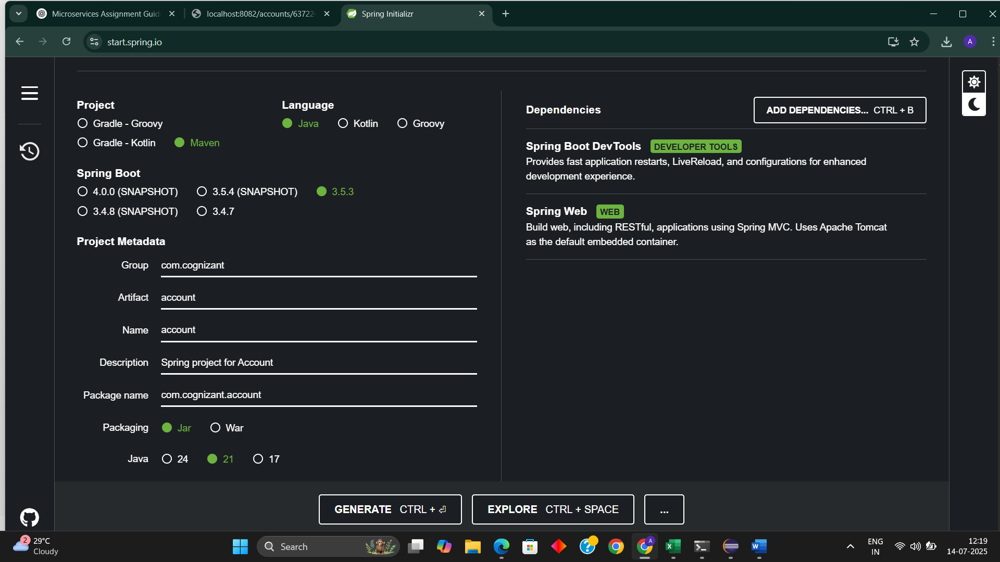 Microservices Assignment Guid
localhost:8082/accounts/63722
Spring Initializr
start.spring.io
A
Project
Gradle - Groovy
Gradle - Kotlin
Maven
Language
Java
Kotlin
Groovy
Spring Boot
4.0.0 (SNAPSHOT)
3.5.4 (SNAPSHOT)
3.5.3
3.4.8 (SNAPSHOT)
3.4.7
Project Metadata
Group
com.cognizant
Artifact
account
Name
account
Description
Spring project for Account
Package name
com.cognizant.account
Packaging
Jar
War
Java
24
21
17
Dependencies
ADD DEPENDENCIES... CTRL + B
Spring Boot DevTools DEVELOPER TOOLS
Provides fast application restarts, LiveReload, and configurations for enhanced
development experience.
Spring Web WEB
Build web, including RESTful, applications using Spring MVC. Uses Apache Tomcat
as the default embedded container.
GENERATE CTRL + ⏎
EXPLORE CTRL + SPACE
...
2
29°C
Cloudy
Search
A
ENG
IN
12:19
14-07-2025